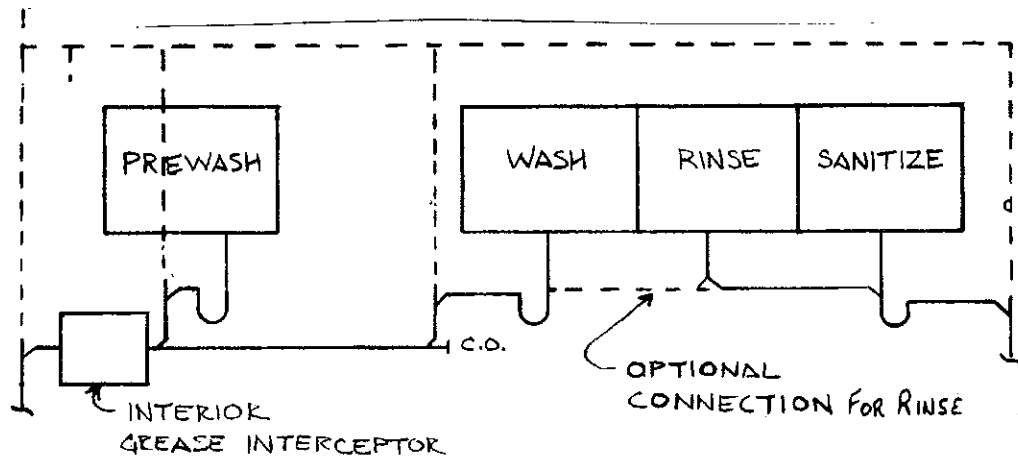 PREWASH
WASH
RINSE
SANITIZE
C.O.
OPTIONAL
CONNECTION FOR RINSE
INTERIOR
GREASE INTERCEPTOR